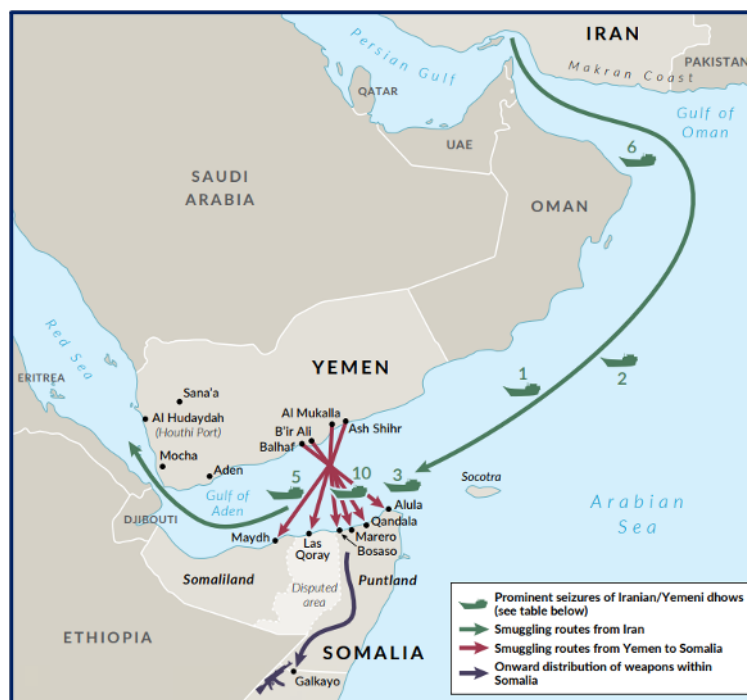 IRAN
Makran Coast
PAKISTAN
Persian Gulf
QATAR
Gulf of
Oman
UAE
6
SAUDI
ARABIA
OMAN
Red Sea
YEMEN
1
2
ERITREA
Sana'a
Al Mukalla
Al Hudaydah
(Houthi Port)
B'ir Ali
Ash Shihr
Balhaf
Mocha
Aden
5
10
3
Socotra
Gulf of
Aden
Alula
Arabian
Sea
DJIBOUTI
Qandala
Maydh
Las
Qoray
Marero
Bosaso
Somaliland
Disputed
area
Puntland
ETHIOPIA
SOMALIA
Galkayo
Prominent seizures of Iranian/Yemeni dhows
(see table below)
Smuggling routes from Iran
Smuggling routes from Yemen to Somalia
Onward distribution of weapons within
Somalia